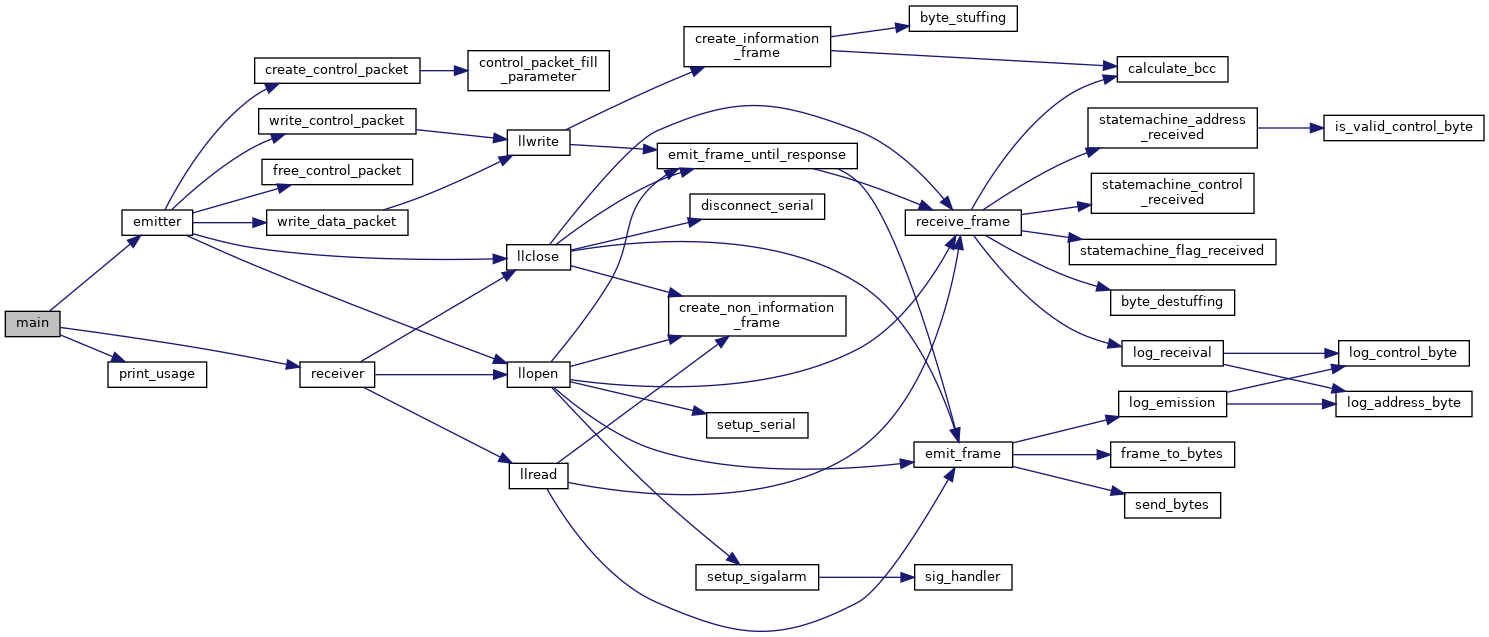 main
emitter
print_usage
create_control_packet
write_control_packet
free_control_packet
write_data_packet
receiver
control_packet_fill
_parameter
llwrite
llclose
llopen
llread
create_information
_frame
emit_frame_until_response
disconnect_serial
create_non_information
_frame
setup_serial
setup_sigalarm
byte_stuffing
receive_frame
emit_frame
sig_handler
calculate_bcc
statemachine_address
_received
statemachine_control
_received
statemachine_flag_received
byte_destuffing
log_receival
log_emission
frame_to_bytes
send_bytes
is_valid_control_byte
log_control_byte
log_address_byte